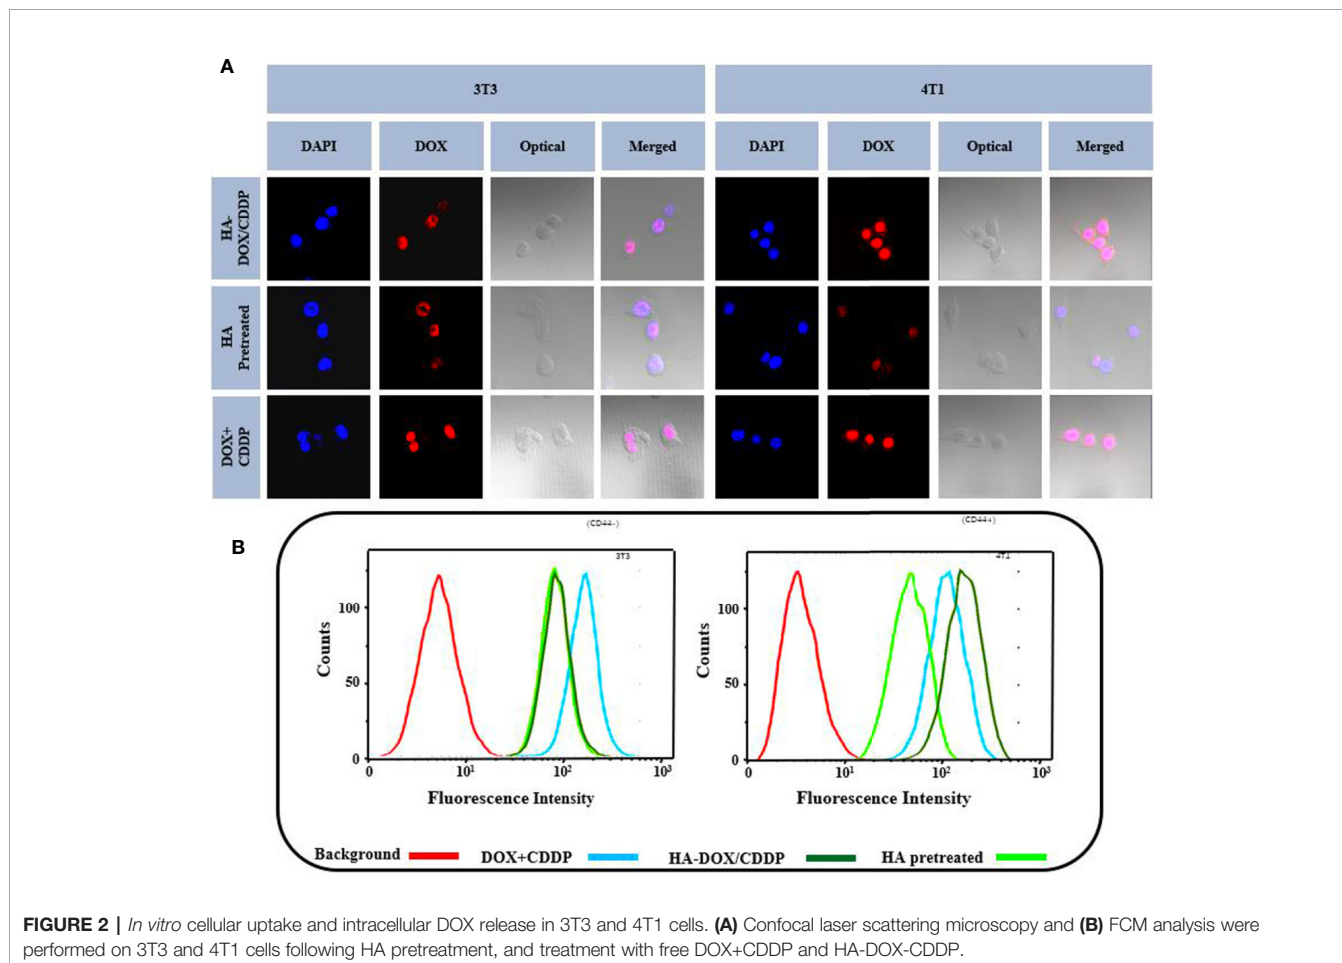 A
3T3
4T1
DAPI
DOX
Optical
Merged
DAPI
DOX
Optical
Merged
HA-
DOX/CDDP
HA
Pretreated
DOX+
CDDP
B
(CD44-)
(CD44+)
3T3
4T1
Counts
100
50
0
0
10¹
10²
10³
Fluorescence Intensity
Counts
100
50
0
0
10¹
10²
10³
Fluorescence Intensity
Background
DOX+CDDP
HA-DOX/CDDP
HA pretreated
FIGURE 2 | In vitro cellular uptake and intracellular DOX release in 3T3 and 4T1 cells. (A) Confocal laser scattering microscopy and (B) FCM analysis were
performed on 3T3 and 4T1 cells following HA pretreatment, and treatment with free DOX+CDDP and HA-DOX-CDDP.